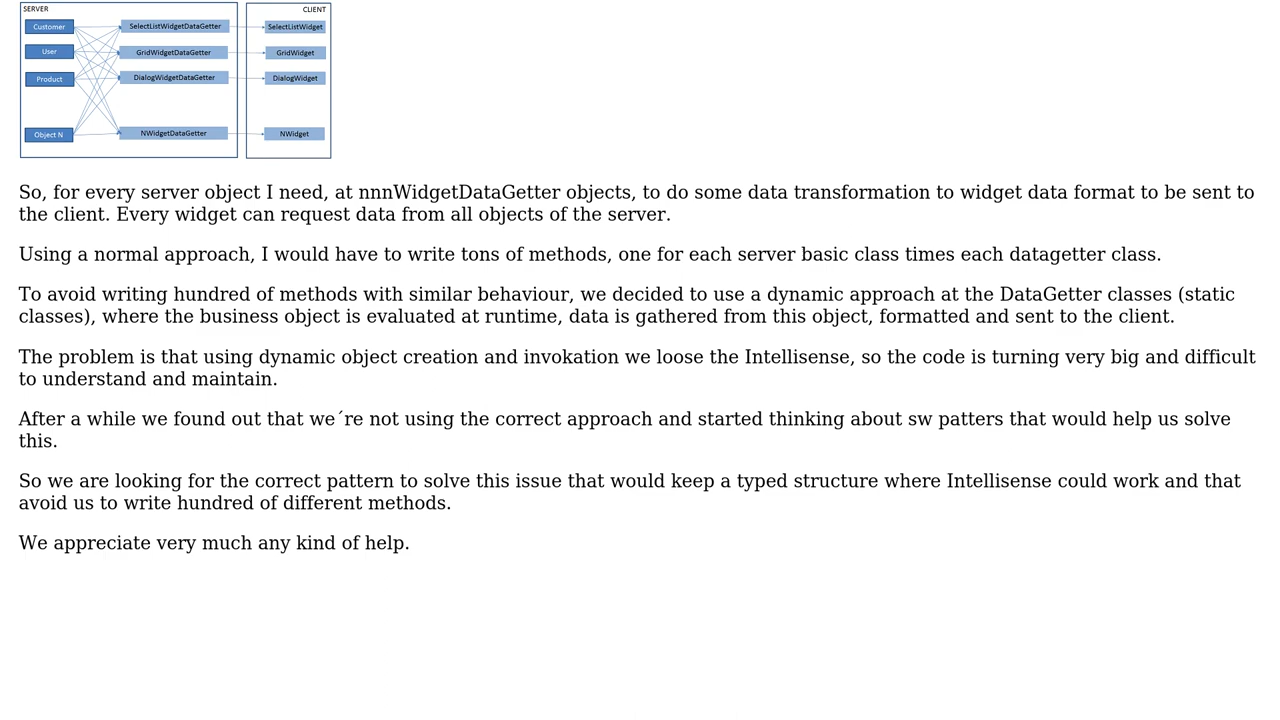 SERVER
CLIENT
Customer
SelectListWidgetDataGetter
SelectListWidget
User
GridWidgetDataGetter
GridWidget
Product
DialogWidgetDataGetter
DialogWidget
Object N
NWidgetDataGetter
NWidget
So, for every server object I need, at nnnWidgetDataGetter objects, to do some data transformation to widget data format to be sent to
the client. Every widget can request data from all objects of the server.
Using a normal approach, I would have to write tons of methods, one for each server basic class times each datagetter class.
To avoid writing hundred of methods with similar behaviour, we decided to use a dynamic approach at the DataGetter classes (static
classes), where the business object is evaluated at runtime, data is gathered from this object, formatted and sent to the client.
The problem is that using dynamic object creation and invokation we loose the Intellisense, so the code is turning very big and difficult
to understand and maintain.
After a while we found out that we´re not using the correct approach and started thinking about sw patters that would help us solve
this.
So we are looking for the correct pattern to solve this issue that would keep a typed structure where Intellisense could work and that
avoid us to write hundred of different methods.
We appreciate very much any kind of help.